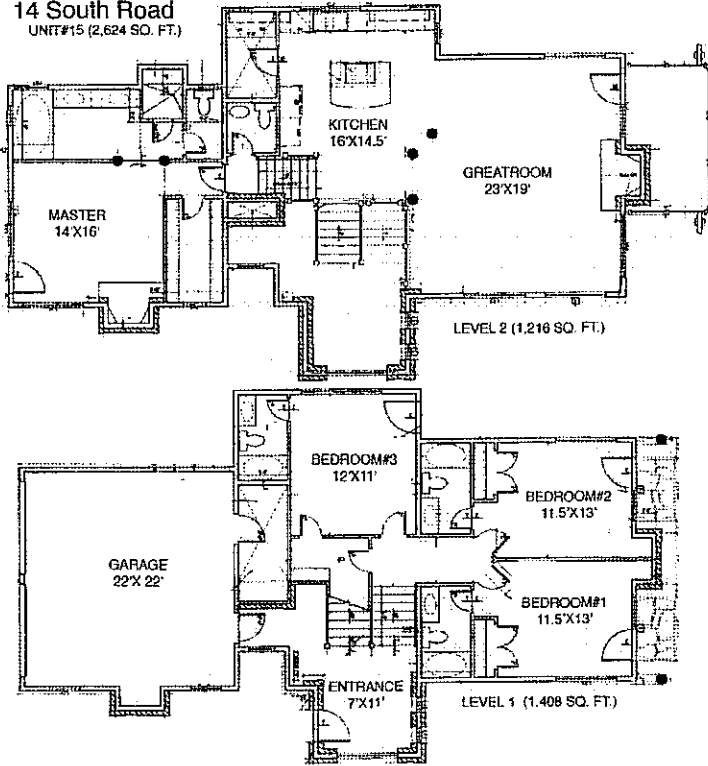 14 South Road
UNIT#15 (2,624 SQ. FT.)
KITCHEN
16'X14.5'
GREATROOM
23'X19'
MASTER
14'X16'
LEVEL 2 (1,216 SQ. FT.)
BEDROOM#3
12'X11'
BEDROOM#2
11.5'X13'
GARAGE
22'X 22'
BEDROOM#1
11.5'X13'
ENTRANCE
7'X11'
LEVEL 1 (1,408 SQ. FT.)